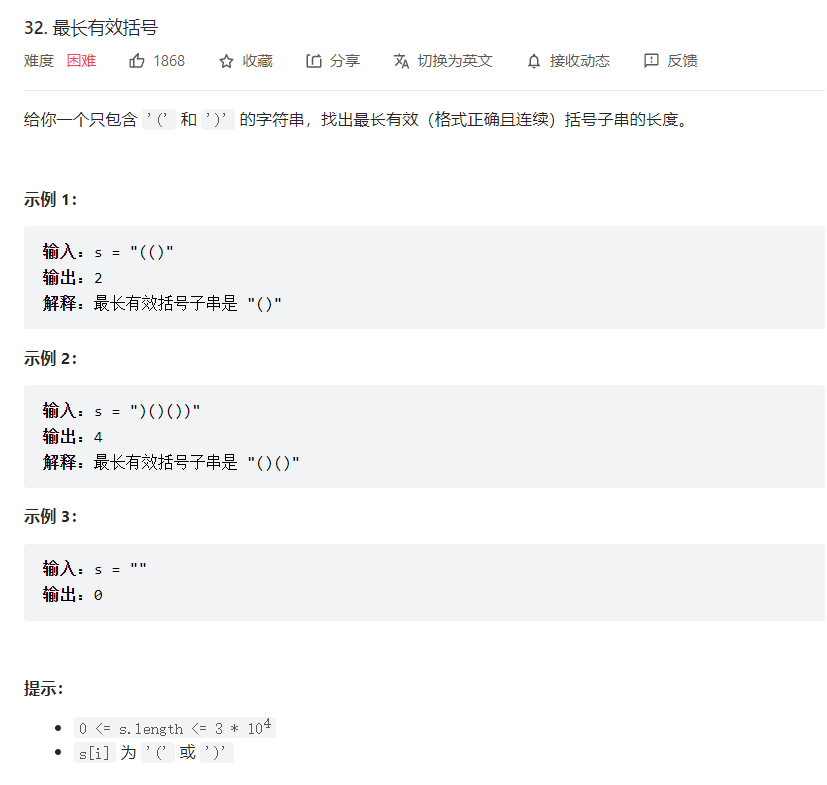 32. 最长有效括号
难度 困难 1868 收藏 分享 切换为英文 接收动态 反馈
给你一个只包含 '(' 和 ')' 的字符串，找出最长有效（格式正确且连续）括号子串的长度。
示例 1：
输入：s = "(()"
输出：2
解释：最长有效括号子串是 "()"
示例 2：
输入：s = ")()())"
输出：4
解释：最长有效括号子串是 "()()"
示例 3：
输入：s = ""
输出：0
提示：
• 0 <= s.length <= 3 * 10⁴
• s[i] 为 '(' 或 ')'